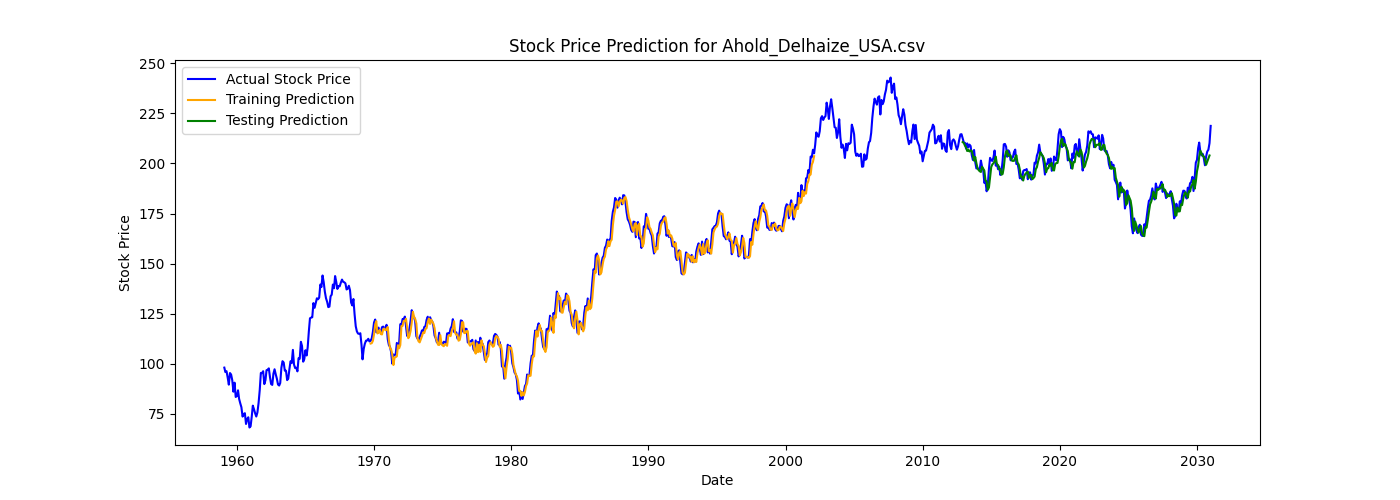 Stock Price Prediction for Ahold_Delhaize_USA.csv
250
225
200
175
150
125
100
75
Stock Price
Actual Stock Price
Training Prediction
Testing Prediction
1960 1970 1980 1990 2000 2010 2020 2030
Date